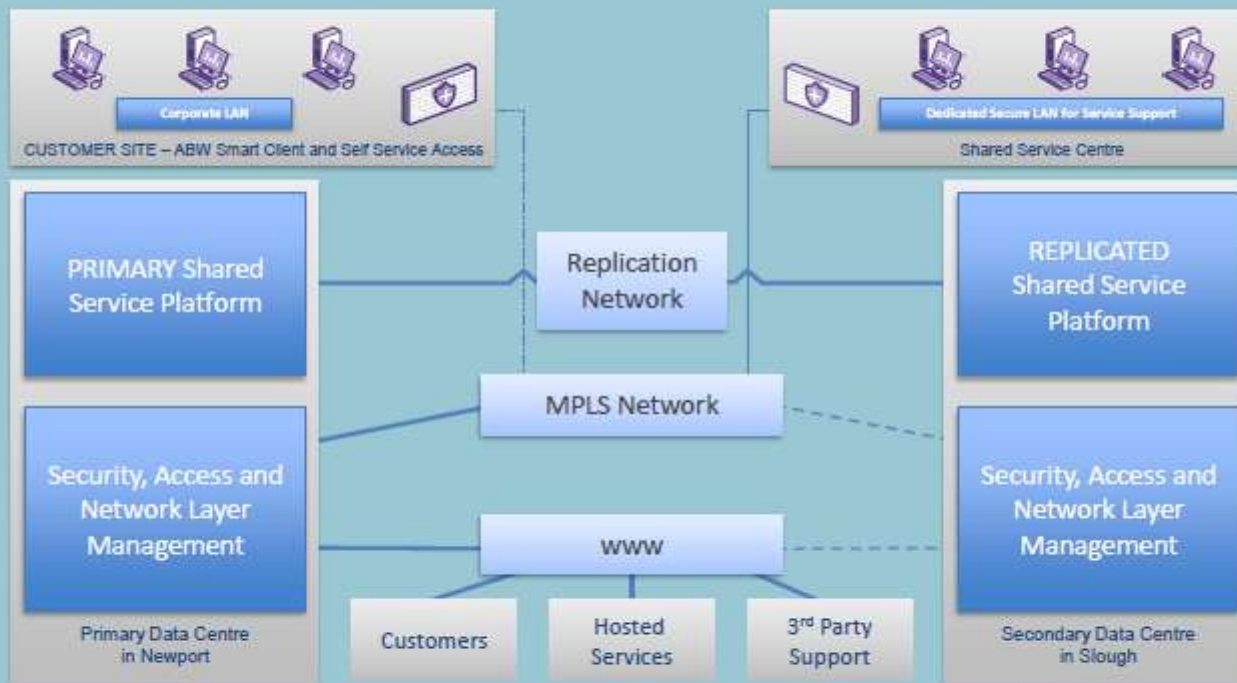 Corporate LAN
CUSTOMER SITE – ABW Smart Client and Self Service Access
Dedicated Secure LAN for Service Support
Shared Service Centre
PRIMARY Shared
Service Platform
Replication
Network
REPLICATED
Shared Service
Platform
MPLS Network
Security, Access and
Network Layer
Management
Security, Access and
Network Layer
Management
www
Primary Data Centre
in Newport
Customers
Hosted
Services
3rd Party
Support
Secondary Data Centre
in Slough